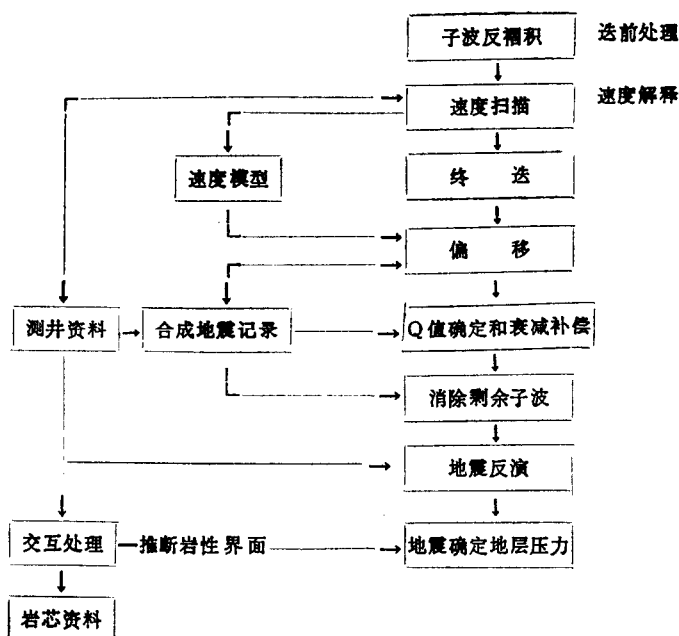 子波反褶积 迭前处理
速度扫描 速度解释
速度模型 终 迭
偏 移
测井资料 合成地震记录 Q值确定和衰减补偿
消除剩余子波
地震反演
交互处理 推断岩性界面 地震确定地层压力
岩芯资料